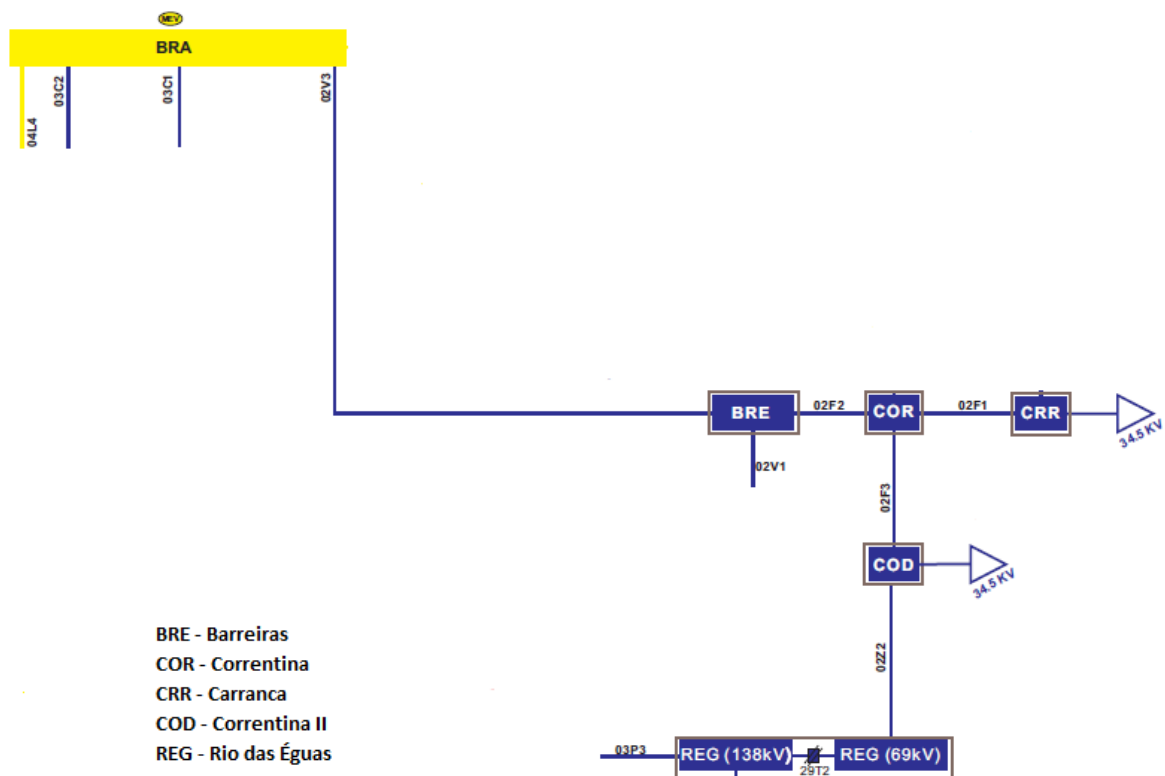 MEV
BRA
04L4
03C2
03C1
02V3
BRE
02F2
COR
02F1
CRR
34.5 KV
02V1
02F3
COD
34.5 KV
02Z2
BRE - Barreiras
COR - Correntina
CRR - Carranca
COD - Correntina II
REG - Rio das Éguas
03P3
REG (138kV)
29T2
REG (69kV)